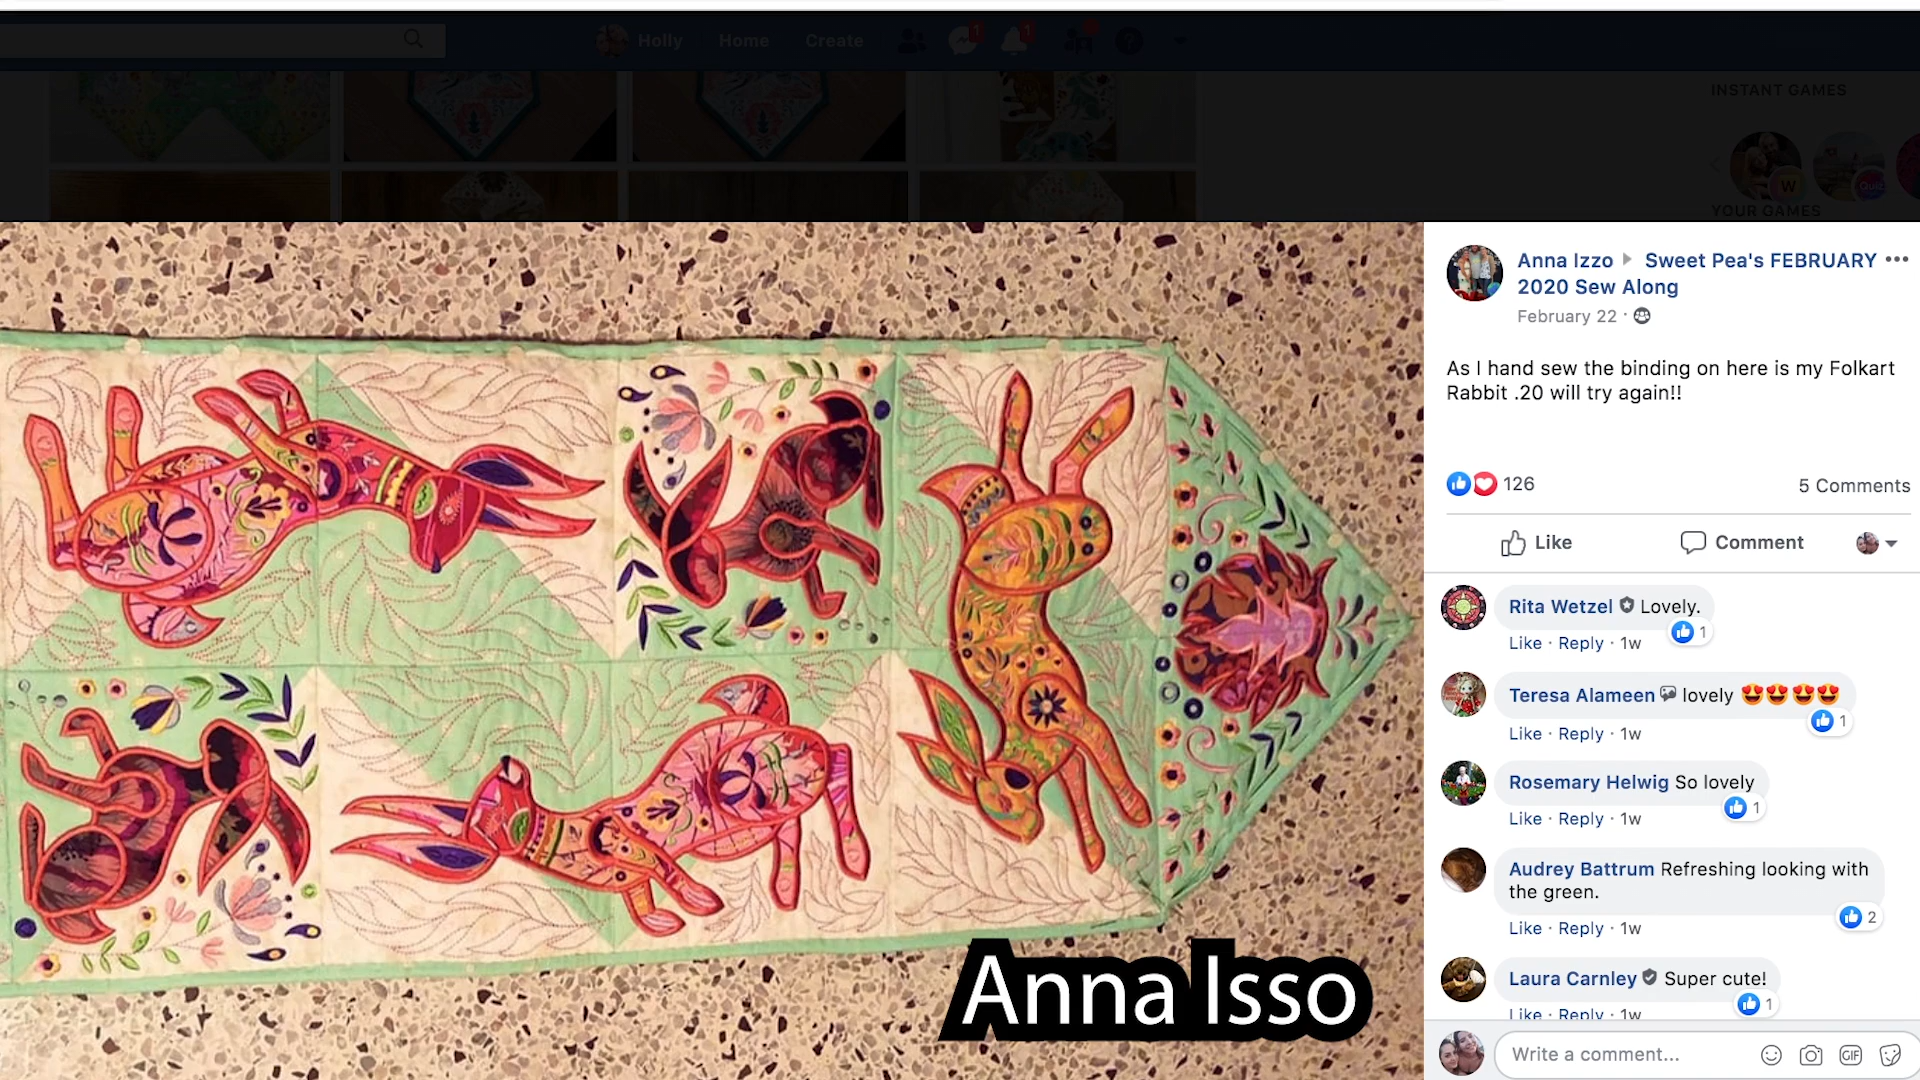 Holly Home Create 1 1
INSTANT GAMES
W Quiz
YOUR GAMES
Anna Izzo Sweet Pea's FEBRUARY
2020 Sew Along
February 22 ·
As I hand sew the binding on here is my Folkart
Rabbit .20 will try again!!
126 5 Comments
Like Comment
Rita Wetzel Lovely.
1
Like · Reply · 1w
Teresa Alameen lovely 😍😍😍😍
1
Like · Reply · 1w
Rosemary Helwig So lovely
1
Like · Reply · 1w
Audrey Battrum Refreshing looking with
the green.
2
Like · Reply · 1w
Laura Carnley Super cute!
1
Like · Reply · 1w
Write a comment... GIF
Anna Isso